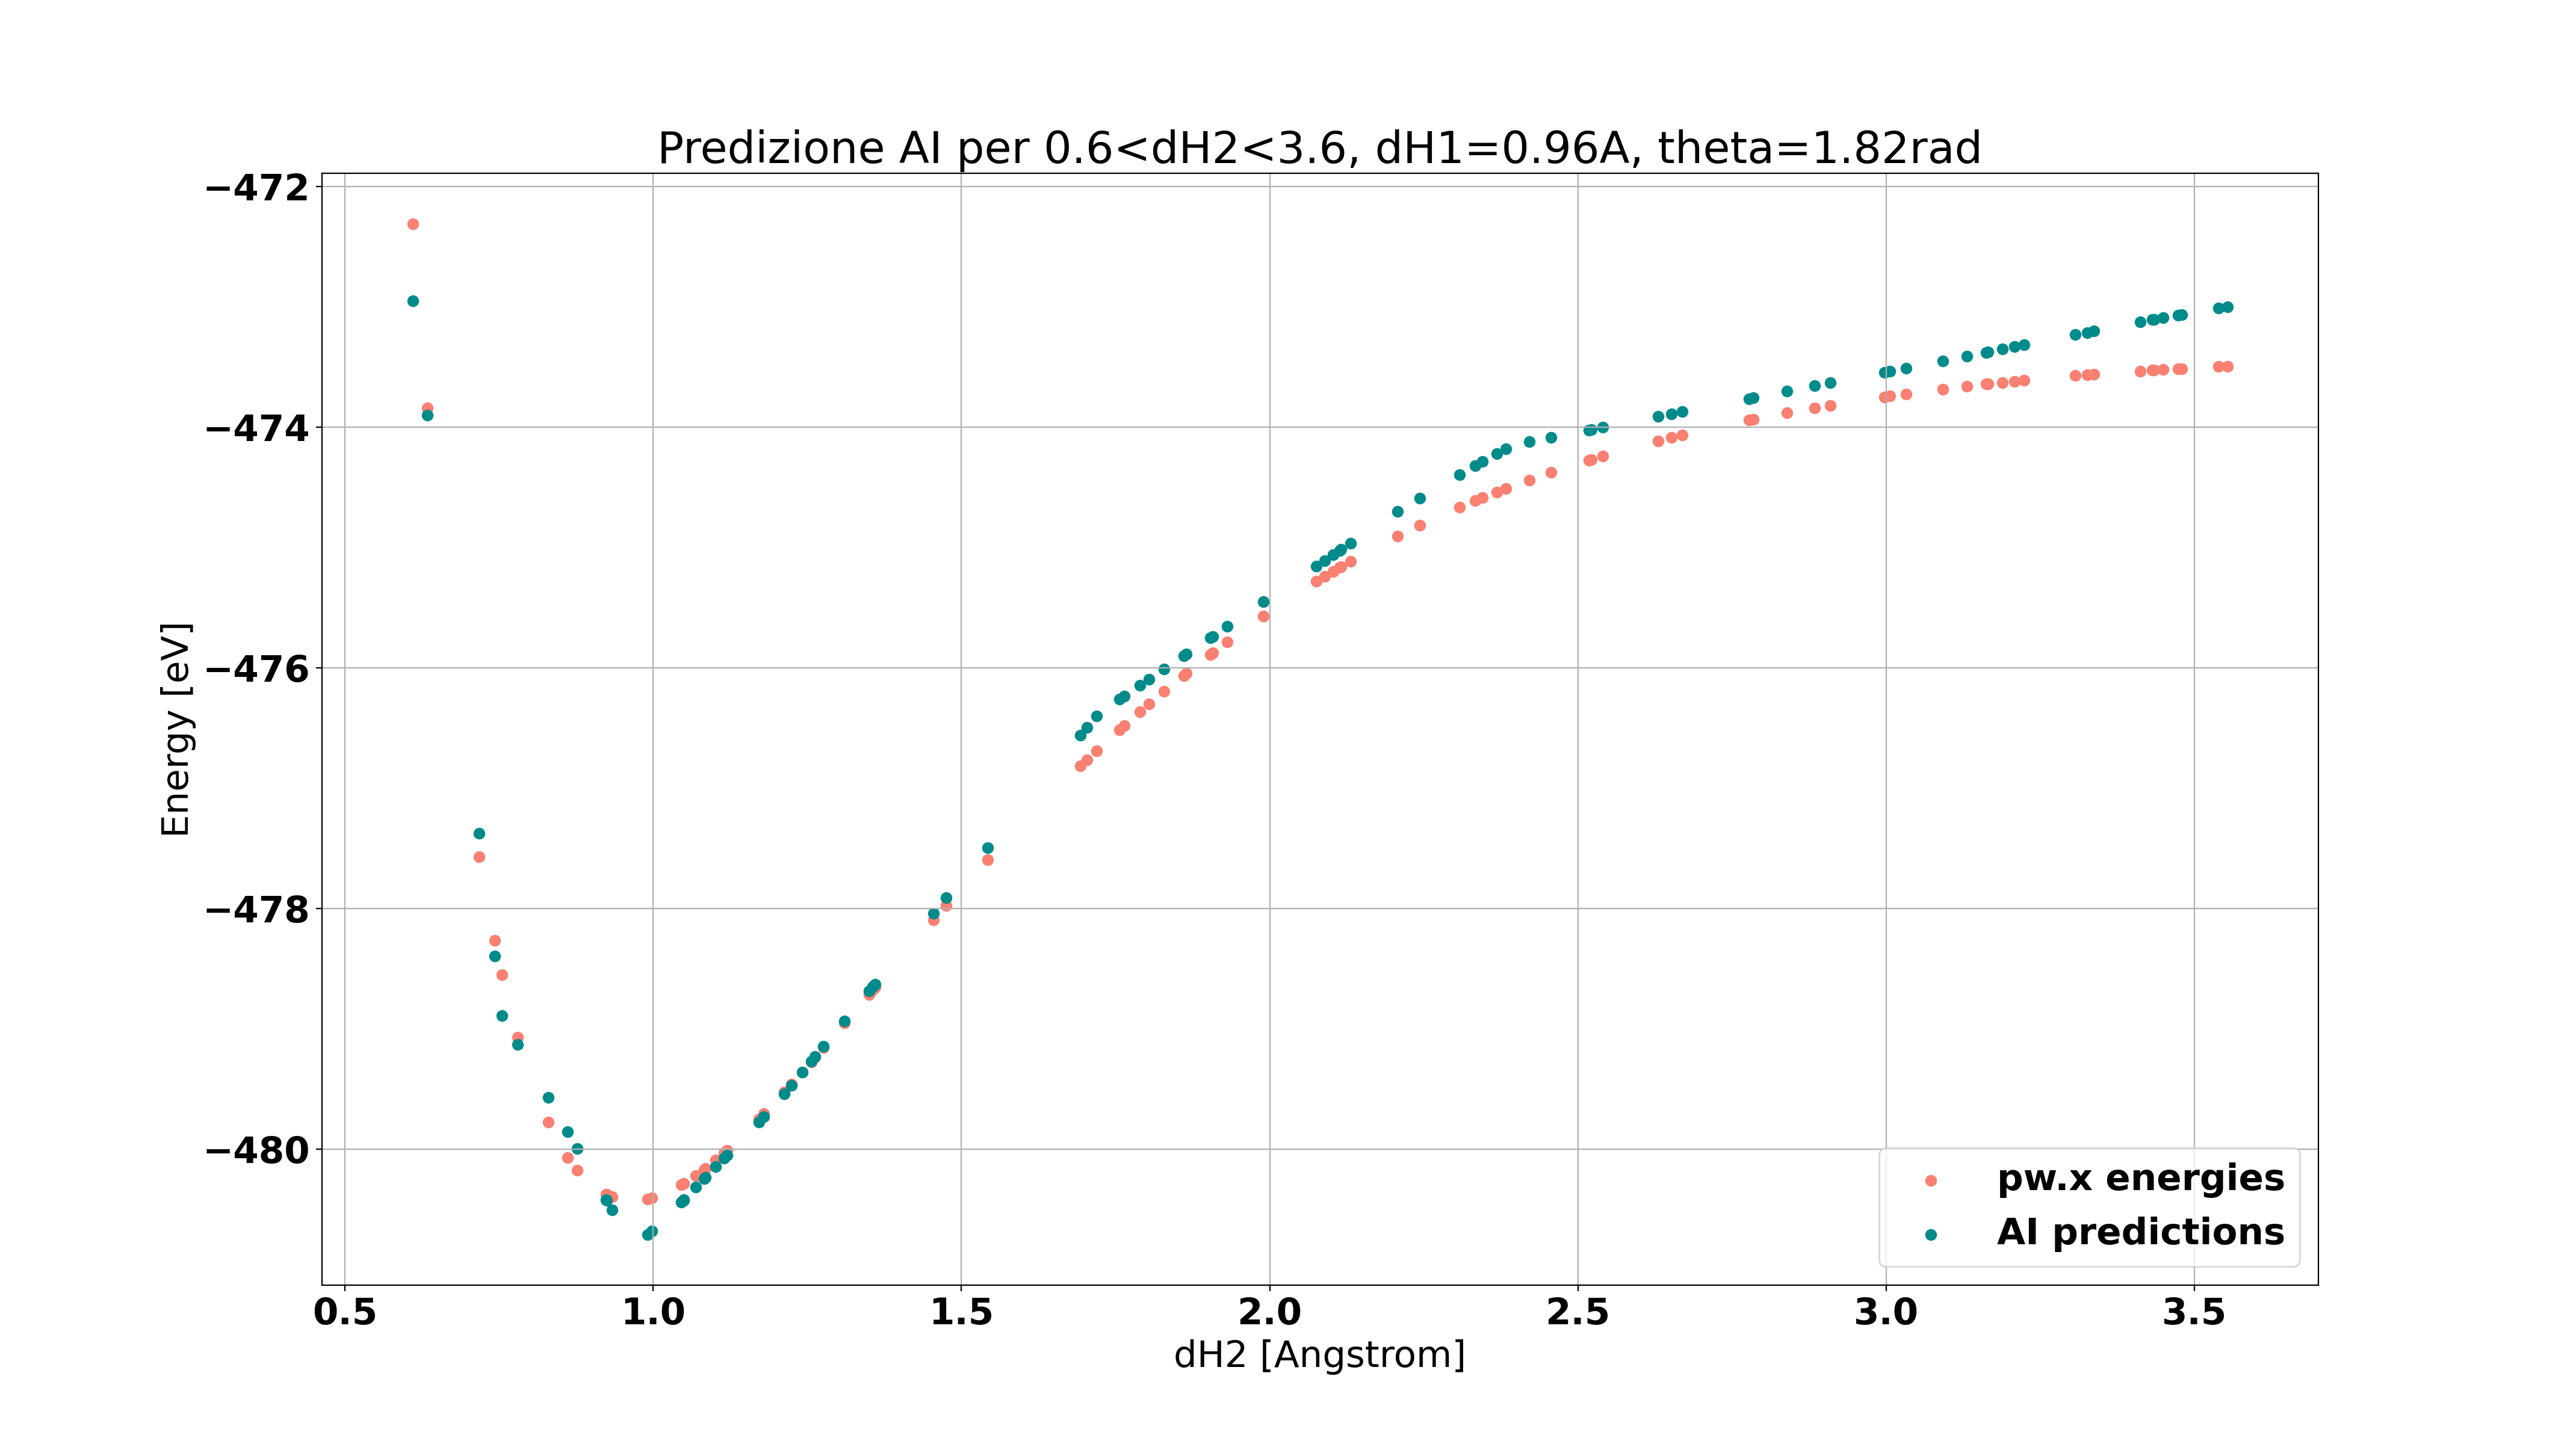 Predizione AI per 0.6<dH2<3.6, dH1=0.96A, theta=1.82rad
−472
−474
−476
−478
−480
Energy [eV]
pw.x energies
AI predictions
0.5 1.0 1.5 2.0 2.5 3.0 3.5
dH2 [Angstrom]